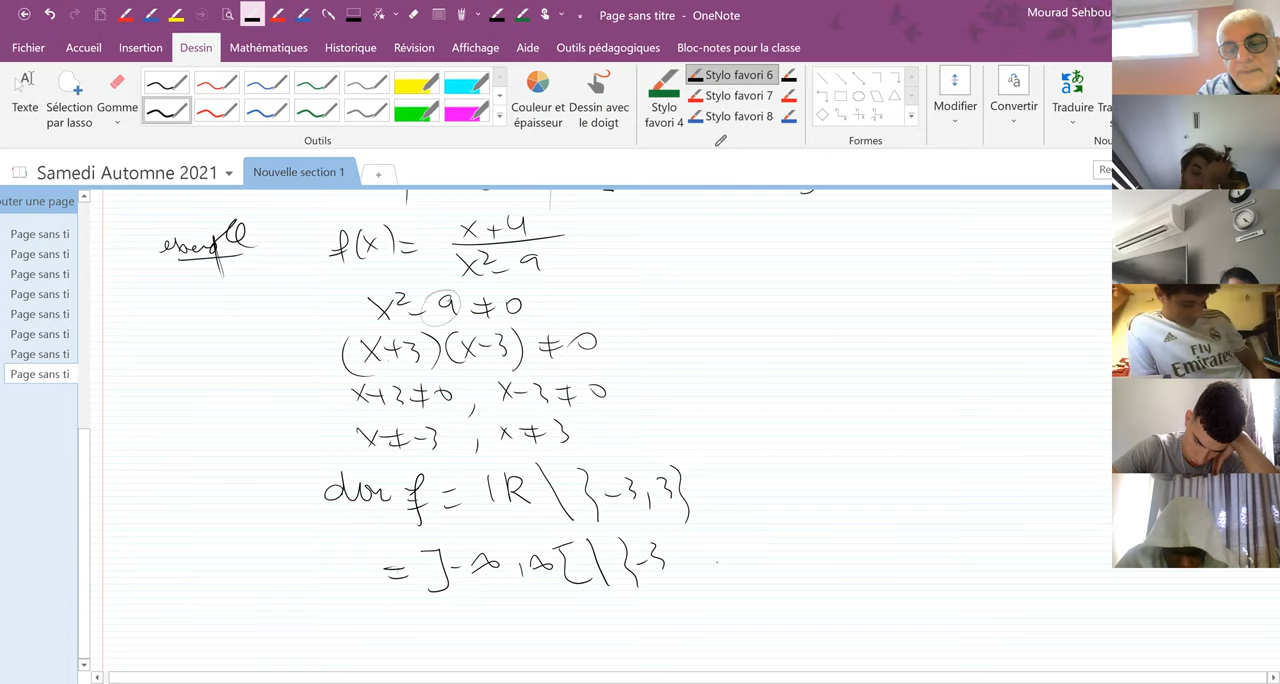 Page sans titre - OneNote
Mourad Sehbou
Fichier Accueil Insertion Dessin Mathématiques Historique Révision Affichage Aide Outils pédagogiques Bloc-notes pour la classe
Texte
Sélection par lasso
Gomme
Couleur et épaisseur
Dessin avec le doigt
Stylo favori 4
Stylo favori 6
Stylo favori 7
Stylo favori 8
Modifier
Convertir
Traduire Tra
Outils
Formes
Nou
Samedi Automne 2021
Nouvelle section 1
Re
outer une page
Page sans ti
Page sans ti
Page sans ti
Page sans ti
Page sans ti
Page sans ti
Page sans ti
Page sans ti
exemple f(x) = (x+4)/(x²-9)
x² - 9 ≠ 0
(x+3)(x-3) ≠ 0
x+3 ≠ 0 , x-3 ≠ 0
x ≠ -3 , x ≠ 3
dom f = IR \ {-3, 3}
= ]-∞, ∞[ \ {-3
Fly
Emirates